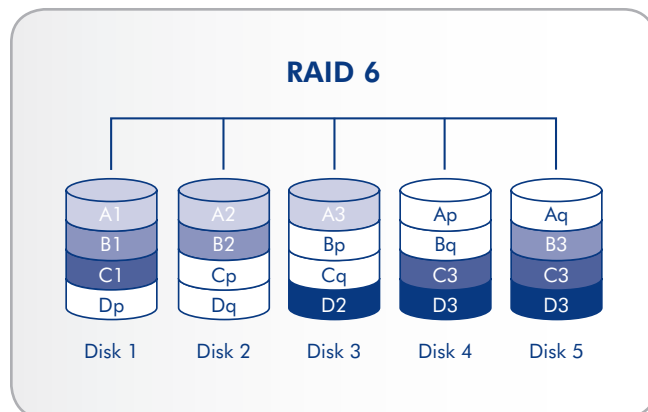 RAID 6
A1 A2 A3 Ap Aq
B1 B2 Bp Bq B3
C1 Cp Cq C3 C3
Dp Dq D2 D3 D3
Disk 1 Disk 2 Disk 3 Disk 4 Disk 5